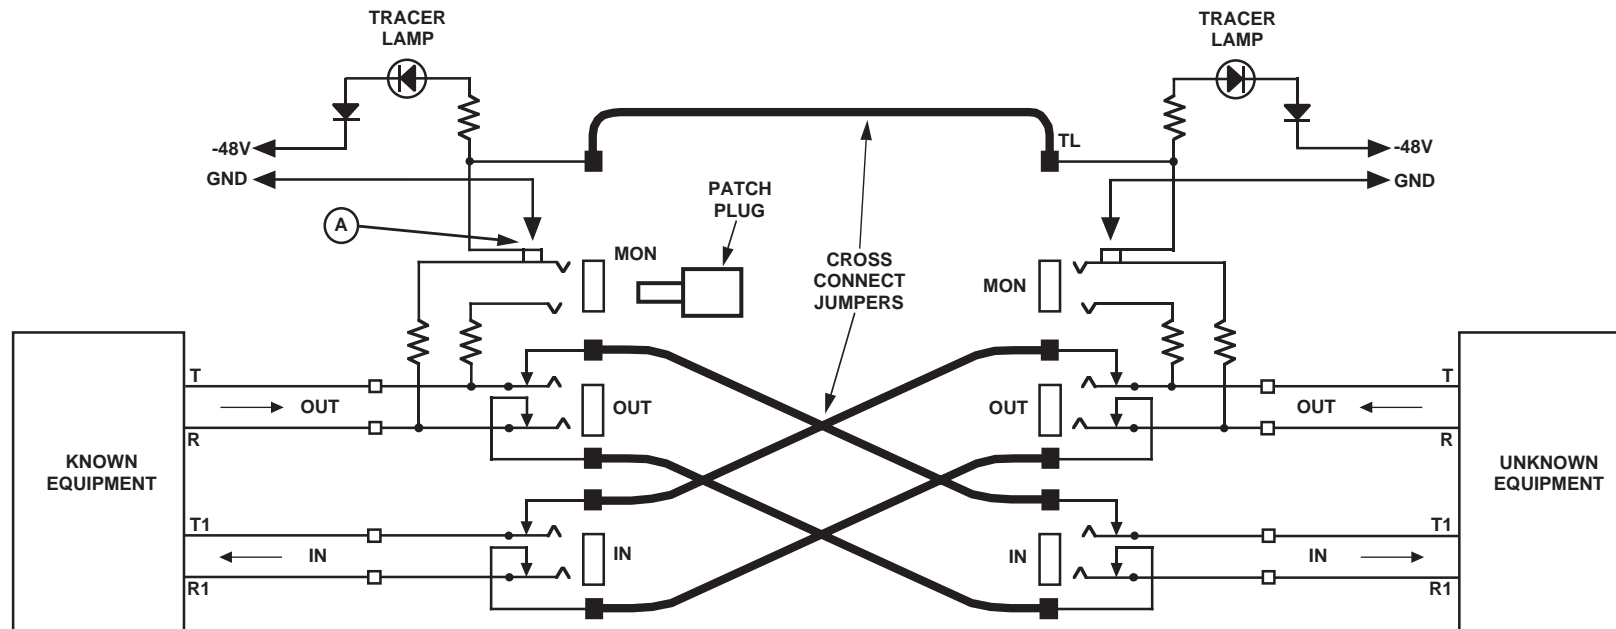 TRACER
LAMP
TRACER
LAMP
TL
-48V
-48V
GND
GND
PATCH
PLUG
A
MON
CROSS
CONNECT
JUMPERS
MON
T
T
OUT
OUT
OUT
OUT
R
R
KNOWN
EQUIPMENT
UNKNOWN
EQUIPMENT
T1
T1
IN
IN
IN
IN
R1
R1